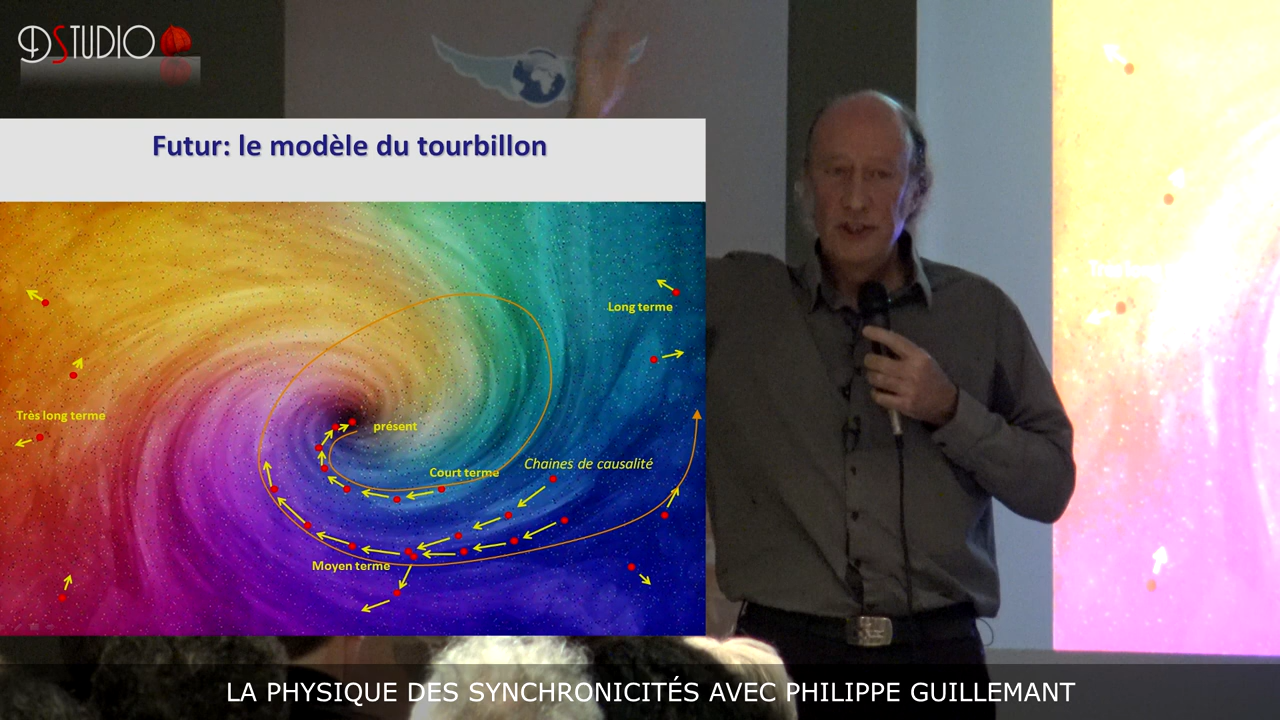 DSTUDIO
Futur: le modèle du tourbillon
Long terme
Très long terme
présent
Court terme
Chaines de causalité
Moyen terme
LA PHYSIQUE DES SYNCHRONICITÉS AVEC PHILIPPE GUILLEMANT